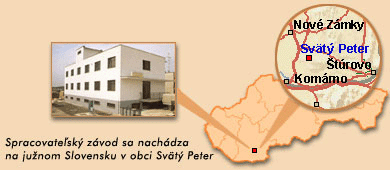 Nové Zámky
Svätý Peter
Štúrovo
Komárno
Spracovateľský závod sa nachádza
na južnom Slovensku v obci Svätý Peter